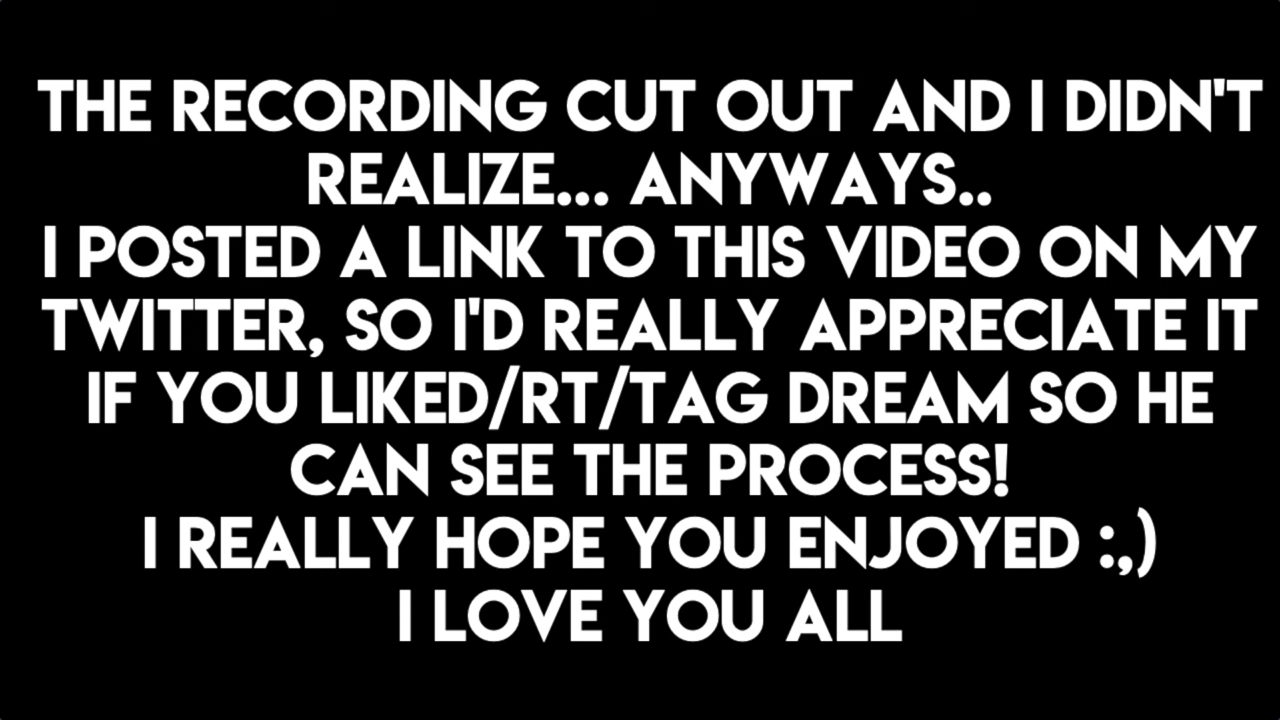 THE RECORDING CUT OUT AND I DIDN'T
REALIZE... ANYWAYS..
I POSTED A LINK TO THIS VIDEO ON MY
TWITTER, SO I'D REALLY APPRECIATE IT
IF YOU LIKED/RT/TAG DREAM SO HE
CAN SEE THE PROCESS!
I REALLY HOPE YOU ENJOYED :,)
I LOVE YOU ALL